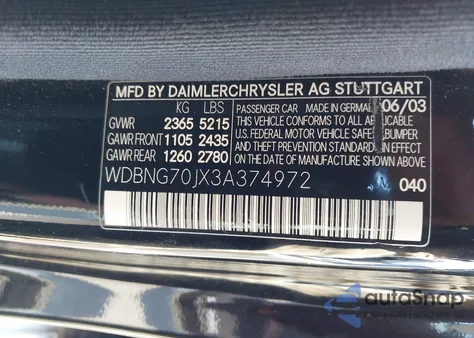 MFD BY DAIMLERCHRYSLER AG STUTTGART
KG LBS
GVWR 2365 5215
GAWR FRONT 1105 2435
GAWR REAR 1260 2780
PASSENGER CAR MADE IN GERMANY 06/03
THIS VEHICLE CONFORMS TO ALL APPLICABLE
U.S. FEDERAL MOTOR VEHICLE SAFETY, BUMPER
AND THEFT PREVENTION STANDARDS IN EFFECT
ON THE DATE OF MANUFACTURE SHOWN ABOVE
WDBNG70JX3A374972
040
autoSnap